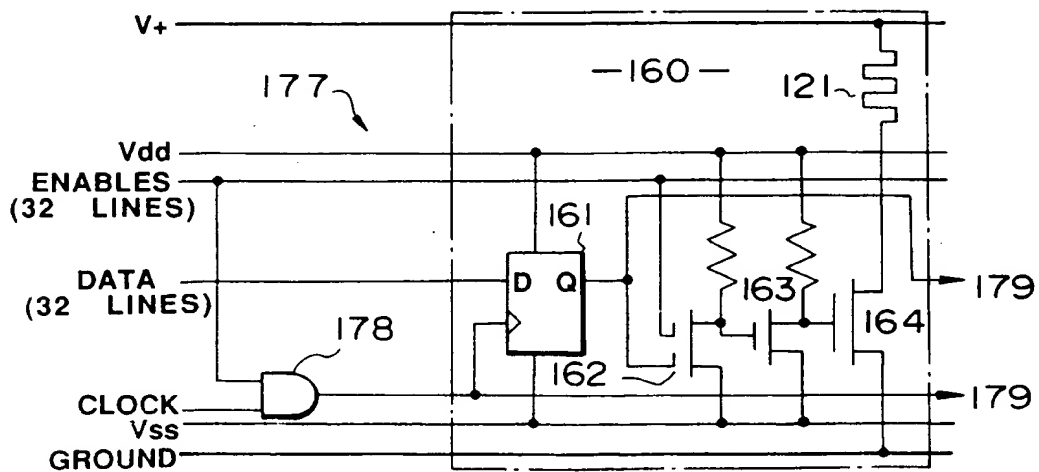 V+
—160—
121
177
Vdd
ENABLES
(32 LINES)
161
DATA
(32 LINES)
D Q
163
179
164
178
162
CLOCK
179
Vss
GROUND